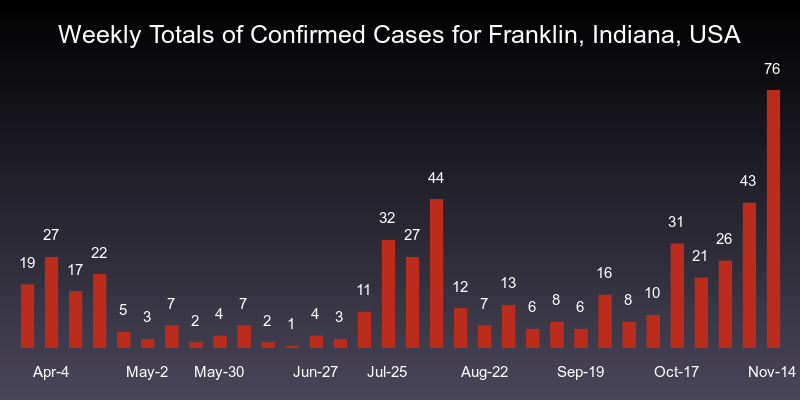 Weekly Totals of Confirmed Cases for Franklin, Indiana, USA
19 27 17 22 5 3 7 2 4 7 2 1 4 3 11 32 27 44 12 7 13 6 8 6 16 8 10 31 21 26 43 76
Apr-4 May-2 May-30 Jun-27 Jul-25 Aug-22 Sep-19 Oct-17 Nov-14